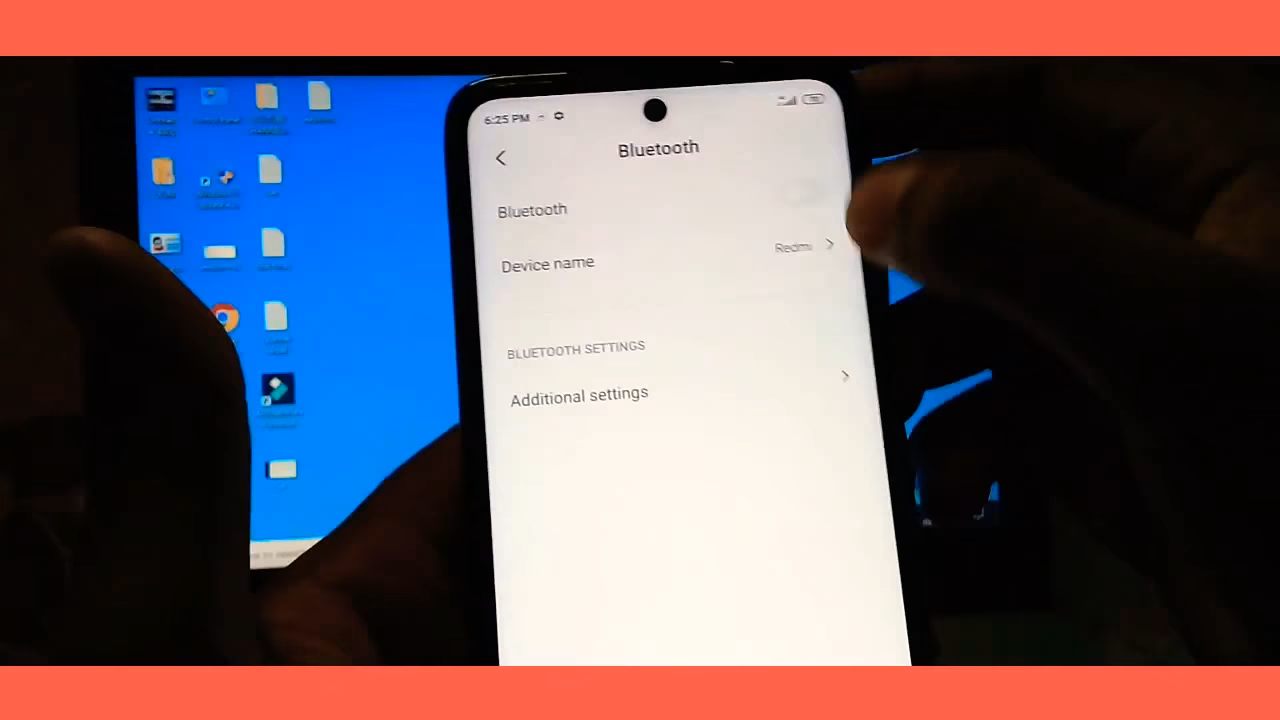 6:25 PM
Bluetooth
Bluetooth
Device name
Redmi
BLUETOOTH SETTINGS
Additional settings